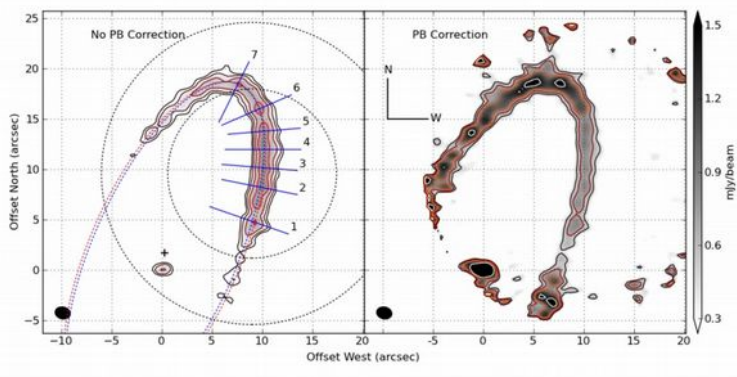 No PB Correction
PB Correction
7
6
5
4
3
2
1
N
W
25
20
15
10
5
0
−5
Offset North (arcsec)
−10 −5 0 5 10 15 20
−5 0 5 10 15 20
Offset West (arcsec)
1.5
1.2
0.9
0.6
0.3
mJy/beam